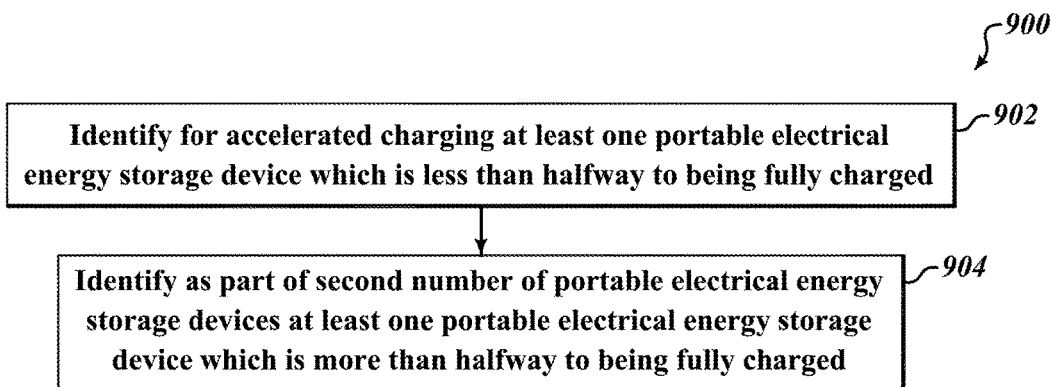 900
902
Identify for accelerated charging at least one portable electrical
energy storage device which is less than halfway to being fully charged
904
Identify as part of second number of portable electrical energy
storage devices at least one portable electrical energy storage
device which is more than halfway to being fully charged